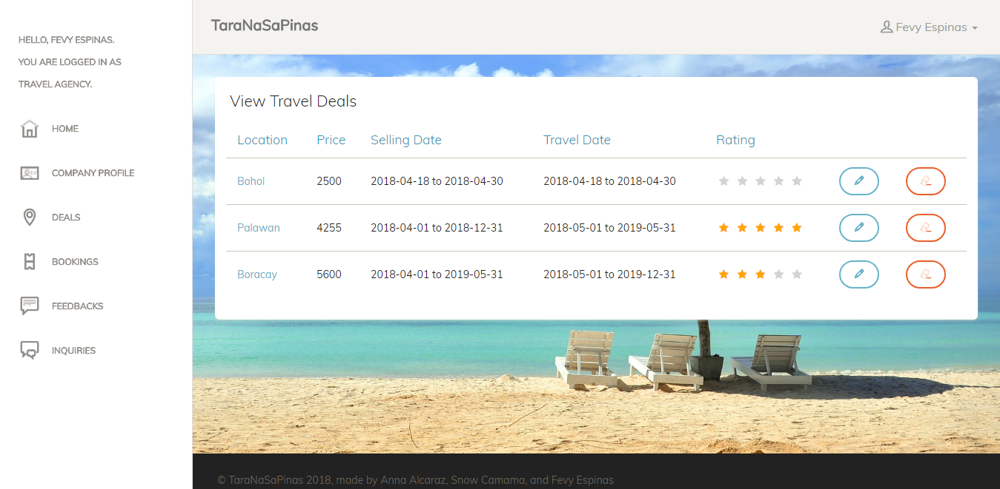 HELLO, FEVY ESPINAS.
YOU ARE LOGGED IN AS
TRAVEL AGENCY.
HOME
COMPANY PROFILE
DEALS
BOOKINGS
FEEDBACKS
INQUIRIES
TaraNaSaPinas
Fevy Espinas
View Travel Deals
Location Price Selling Date Travel Date Rating
Bohol 2500 2018-04-18 to 2018-04-30 2018-04-18 to 2018-04-30
Palawan 4255 2018-04-01 to 2018-12-31 2018-05-01 to 2019-05-31
Boracay 5600 2018-04-01 to 2019-05-31 2018-05-01 to 2019-12-31
© TaraNaSaPinas 2018, made by Anna Alcaraz, Snow Camama, and Fevy Espinas